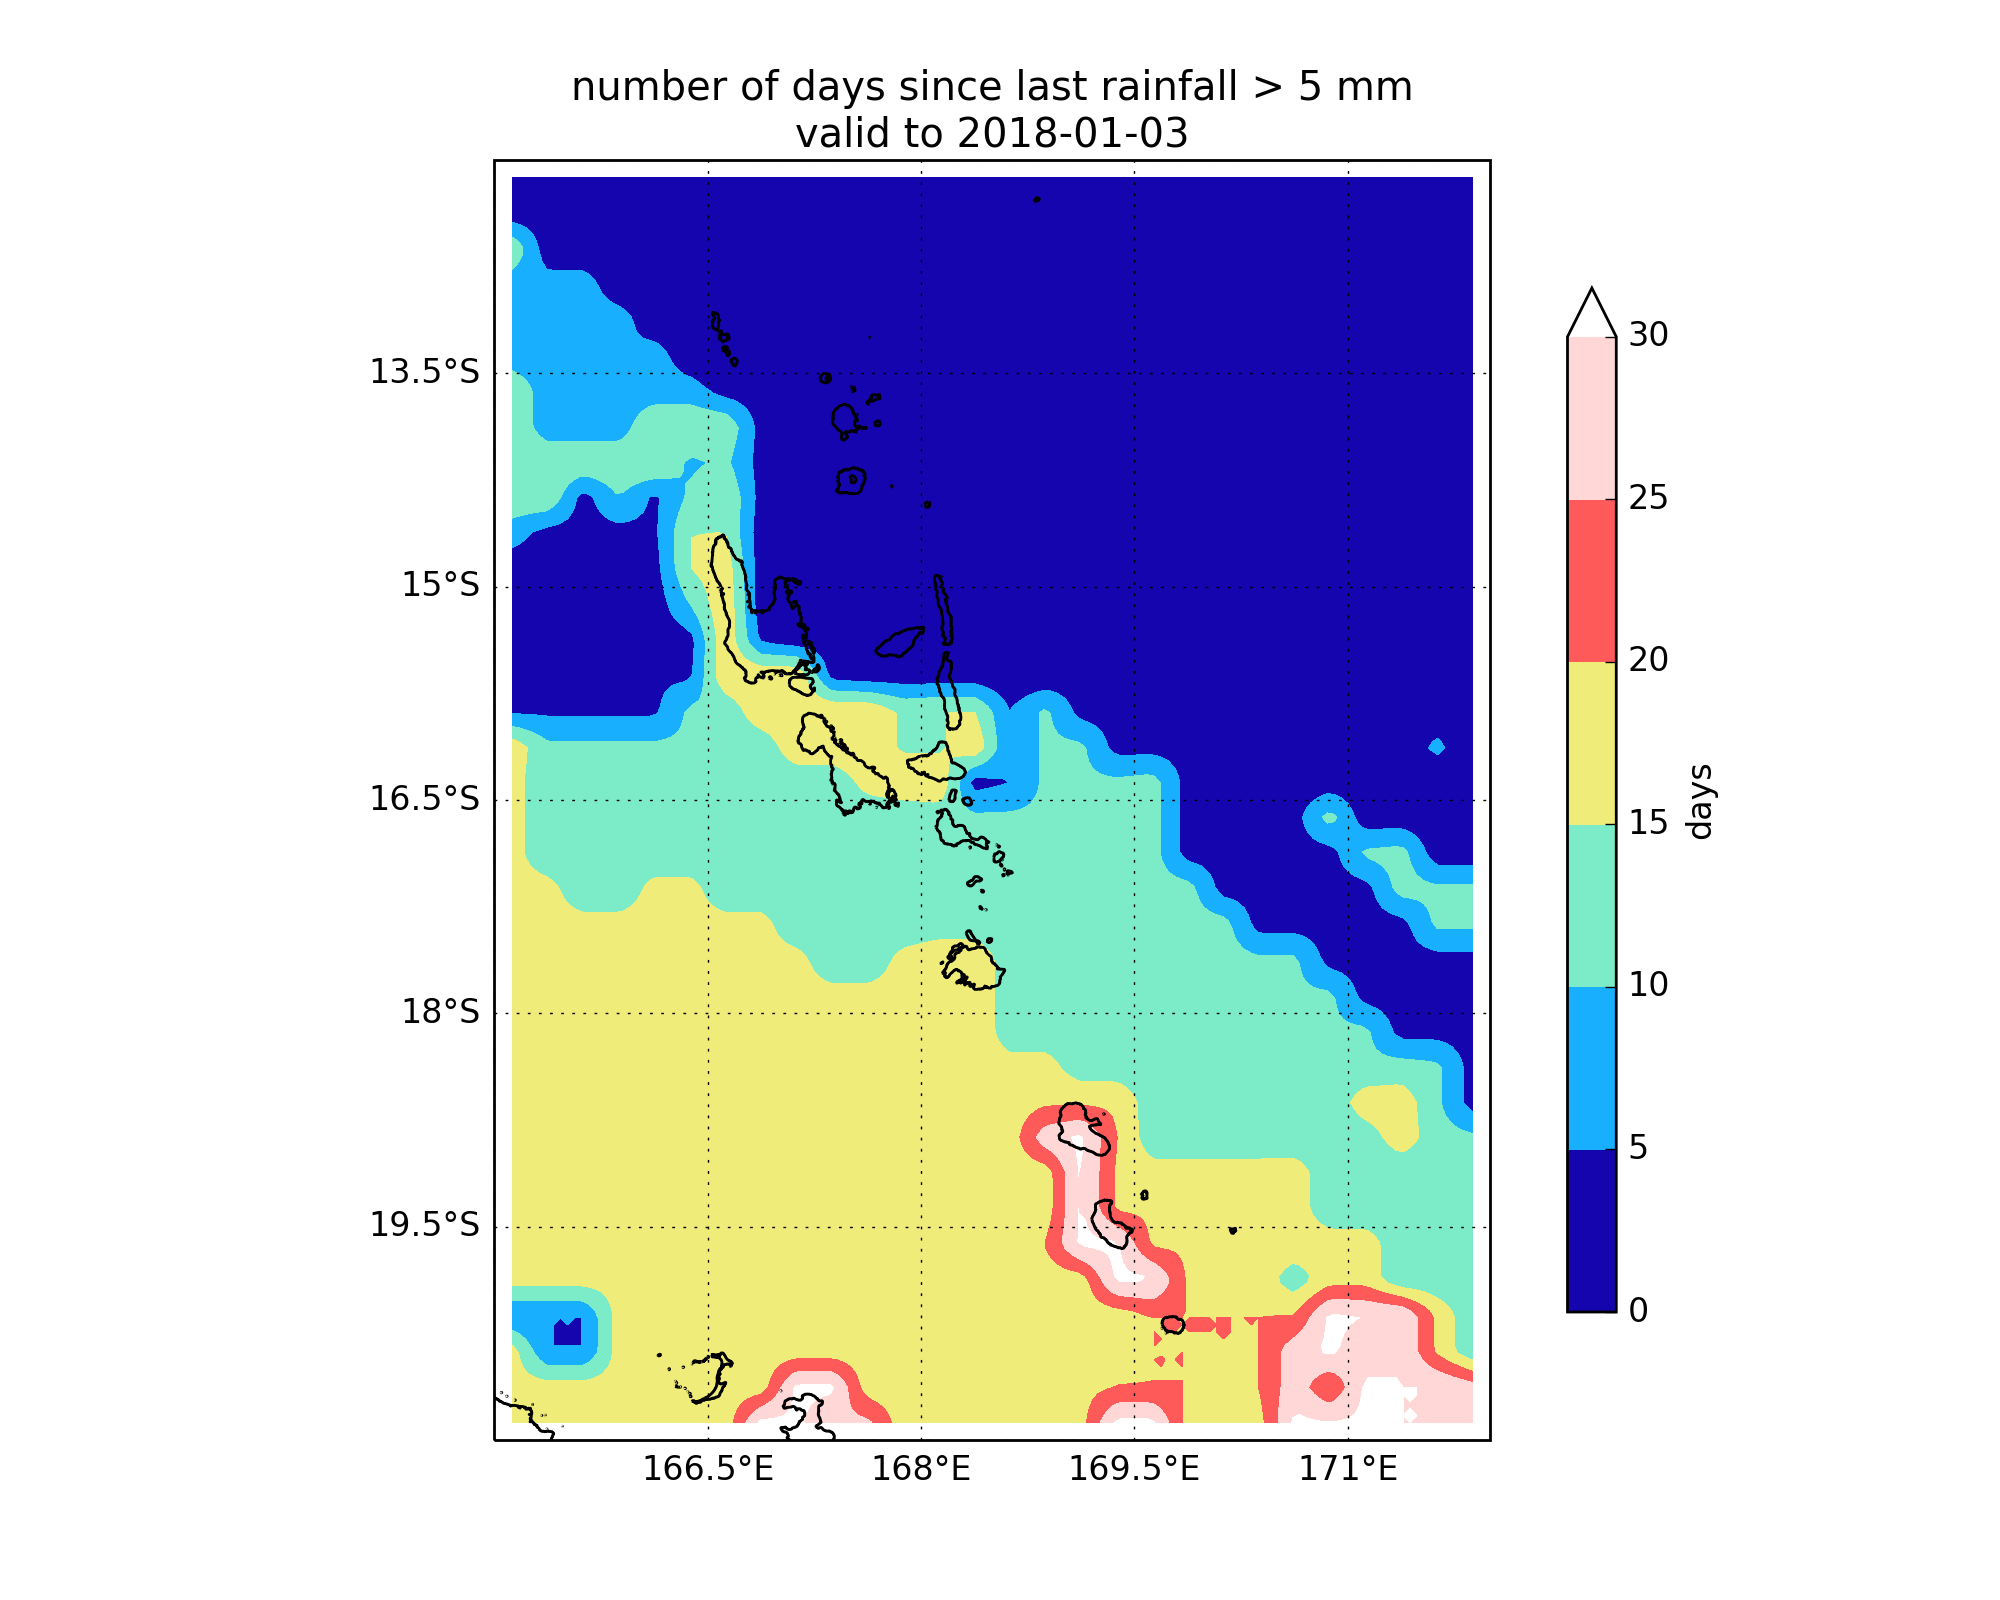 number of days since last rainfall > 5 mm
valid to 2018-01-03
13.5°S
15°S
16.5°S
18°S
19.5°S
166.5°E
168°E
169.5°E
171°E
30
25
20
15
10
5
0
days